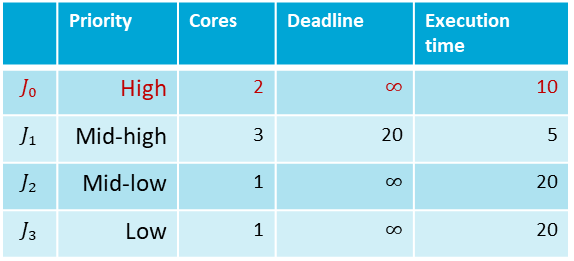 Priority Cores Deadline Execution time
J₀ High 2 ∞ 10
J₁ Mid-high 3 20 5
J₂ Mid-low 1 ∞ 20
J₃ Low 1 ∞ 20